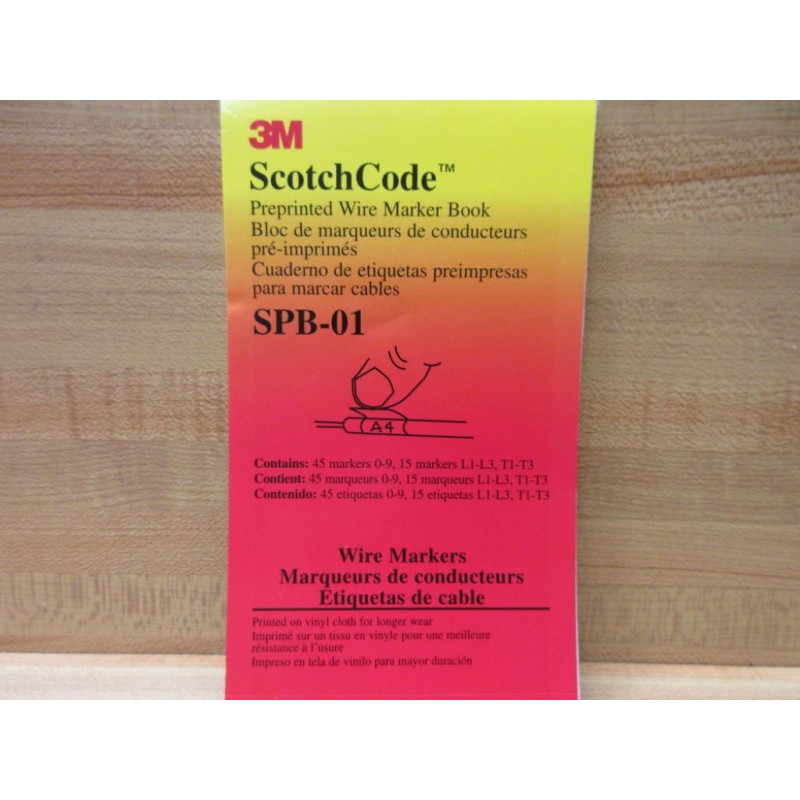 3M
ScotchCode™
Preprinted Wire Marker Book
Bloc de marqueurs de conducteurs
pré-imprimés
Cuaderno de etiquetas preimpresas
para marcar cables
SPB-01
A4
Contains: 45 markers 0-9, 15 markers L1-L3, T1-T3
Contient: 45 marqueurs 0-9, 15 marqueurs L1-L3, T1-T3
Contenido: 45 etiquetas 0-9, 15 etiquetas L1-L3, T1-T3
Wire Markers
Marqueurs de conducteurs
Etiquetas de cable
Printed on vinyl cloth for longer wear
Imprimé sur un tissu en vinyle pour une meilleure
résistance à l'usure
Impreso en tela de vinilo para mayor duración